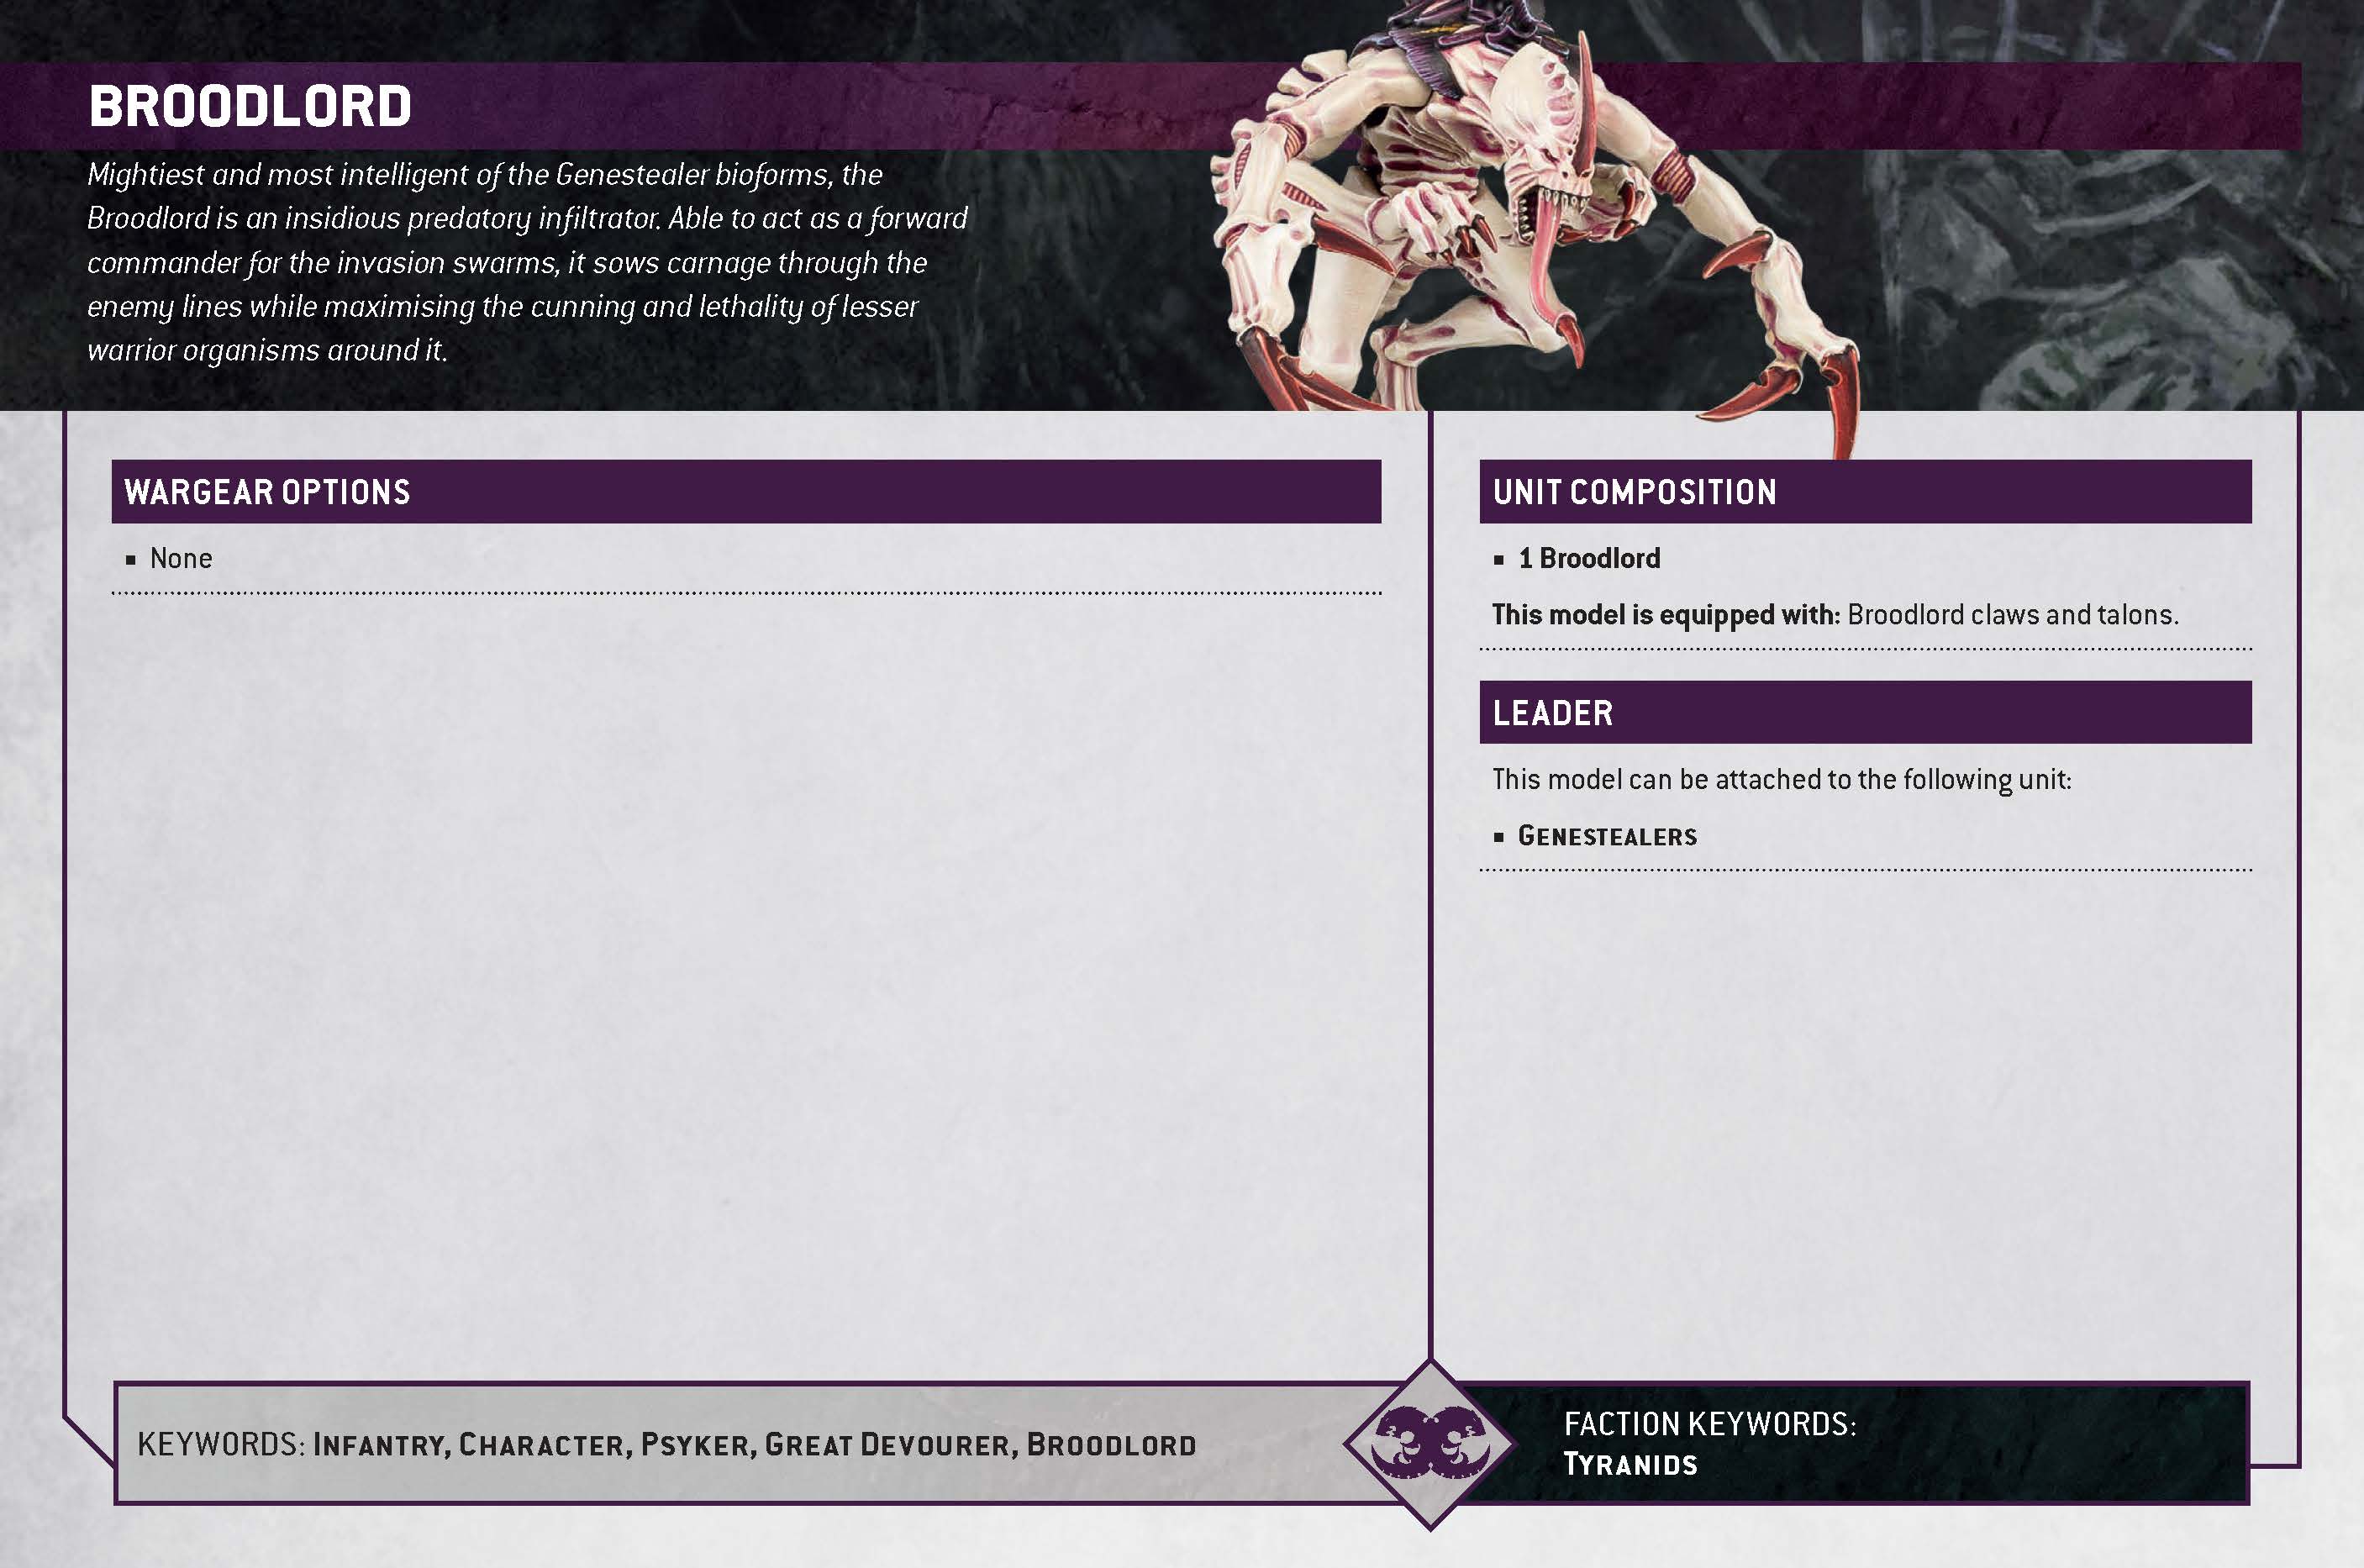 BROODLORD
Mightiest and most intelligent of the Genestealer bioforms, the
Broodlord is an insidious predatory infiltrator. Able to act as a forward
commander for the invasion swarms, it sows carnage through the
enemy lines while maximising the cunning and lethality of lesser
warrior organisms around it.
WARGEAR OPTIONS
▪ None
UNIT COMPOSITION
▪ 1 Broodlord
This model is equipped with: Broodlord claws and talons.
LEADER
This model can be attached to the following unit:
▪ GENESTEALERS
KEYWORDS: INFANTRY, CHARACTER, PSYKER, GREAT DEVOURER, BROODLORD
FACTION KEYWORDS:
TYRANIDS